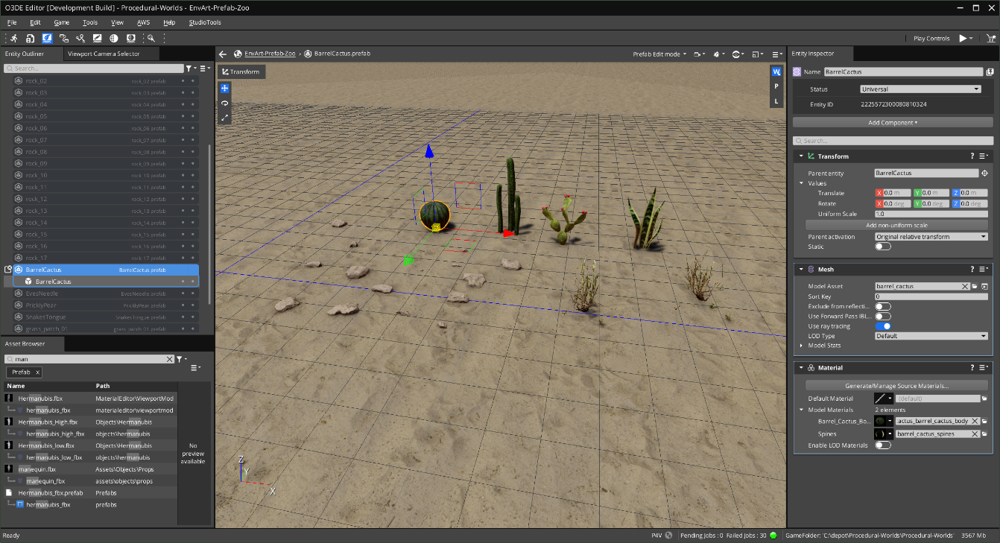 O3DE Editor [Development Build] - Procedural-Worlds - EnvArt-Prefab-Zoo
File Edit Game Tools View AWS Help StudioTools
Play Controls
Entity Outliner
Viewport Camera Selector
Search...
rock_02 rock_02.prefab
rock_03 rock_03.prefab
rock_04 rock_04.prefab
rock_05 rock_05.prefab
rock_06 rock_06.prefab
rock_07 rock_07.prefab
rock_08 rock_08.prefab
rock_09 rock_09.prefab
rock_10 rock_10.prefab
rock_11 rock_11.prefab
rock_12 rock_12.prefab
rock_13 rock_13.prefab
rock_14 rock_14.prefab
rock_15 rock_15.prefab
rock_16 rock_16.prefab
rock_17 rock_17.prefab
BarrelCactus BarrelCactus.prefab
BarrelCactus
EvesNeedle EvesNeedle.prefab
PricklyPear PricklyPear.prefab
SnakesTongue SnakesTongue.prefab
grass_patch_01 grass_patch_01.prefab
Asset Browser
man
Prefab X
Name Path
Hermanubis.fbx MaterialEditor\ViewportMod
hermanubis_fbx materialeditor\viewportmod
Hermanubis_High.fbx Objects\Hermanubis
hermanubis_high_fbx objects\hermanubis
Hermanubis_low.fbx Objects\Hermanubis
hermanubis_low_fbx objects\hermanubis
manequin.fbx Assets\Objects\Props
manequin_fbx assets\objects\props
Hermanubis_fbx.prefab Prefabs
hermanubis_fbx prefabs
No
preview
available
EnvArt-Prefab-Zoo › BarrelCactus.prefab
Prefab Edit mode
Transform
W
P
L
Z
Y
X
Entity Inspector
Name BarrelCactus
Status Universal
Entity ID 2225572300080810324
Add Component
Search...
Transform ?
Parent entity BarrelCactus
Values
Translate X 0.0 m Y 0.0 m Z 0.0 m
Rotate X 0.0 deg Y 0.0 deg Z 0.0 deg
Uniform Scale 1.0
Add non-uniform scale
Parent activation Original relative transform
Static
Mesh ?
Model Asset barrel_cactus
Sort Key 0
Exclude from reflecti...
Use Forward Pass IBL...
Use ray tracing
LOD Type Default
Model Stats
Material ?
Generate/Manage Source Materials...
Default Material (default)
Model Materials 2 elements
Barrel_Cactus_Bo... actus_barrel_cactus_body
Spines barrel_cactus_spines
Enable LOD Materials
Ready
P4V Pending Jobs : 0 Failed Jobs : 30 GameFolder: 'C:\depot\Procedural-Worlds\Procedural-Worlds' 3567 Mb